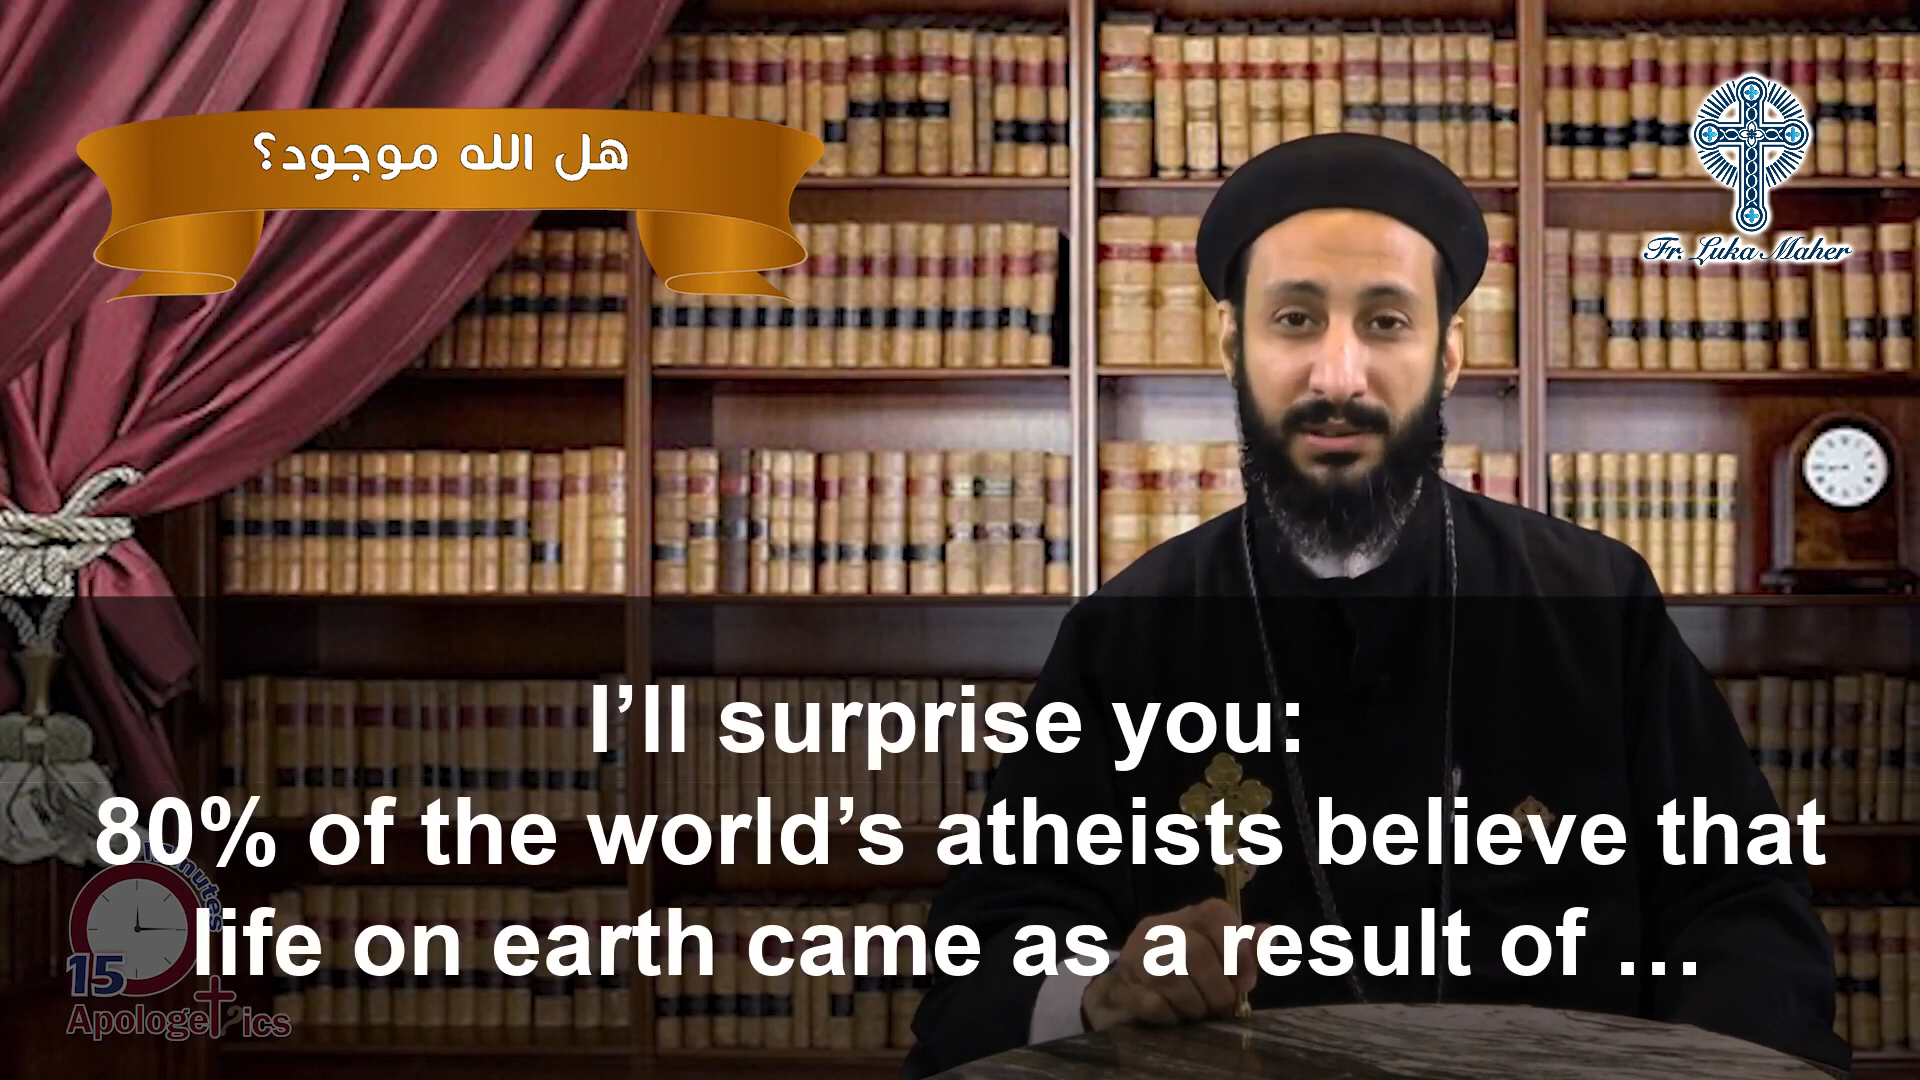 هل الله موجود؟
Fr. Luka Maher
I’ll surprise you:
80% of the world’s atheists believe that
life on earth came as a result of …
minutes
15
Apologetics